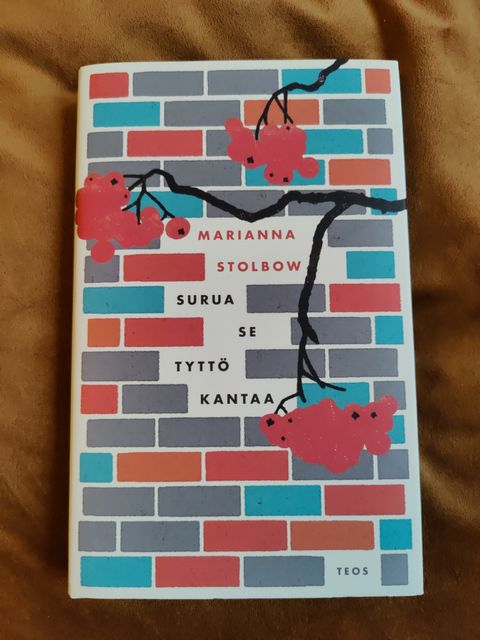 MARIANNA
STOLBOW
SURUA
SE
TYTTÖ
KANTAA
TEOS